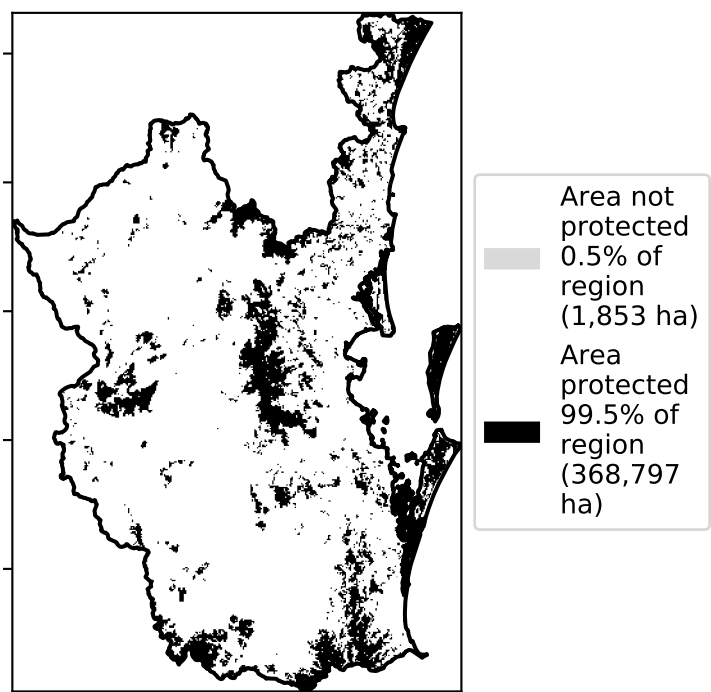 Area not
protected
0.5% of
region
(1,853 ha)
Area
protected
99.5% of
region
(368,797
ha)